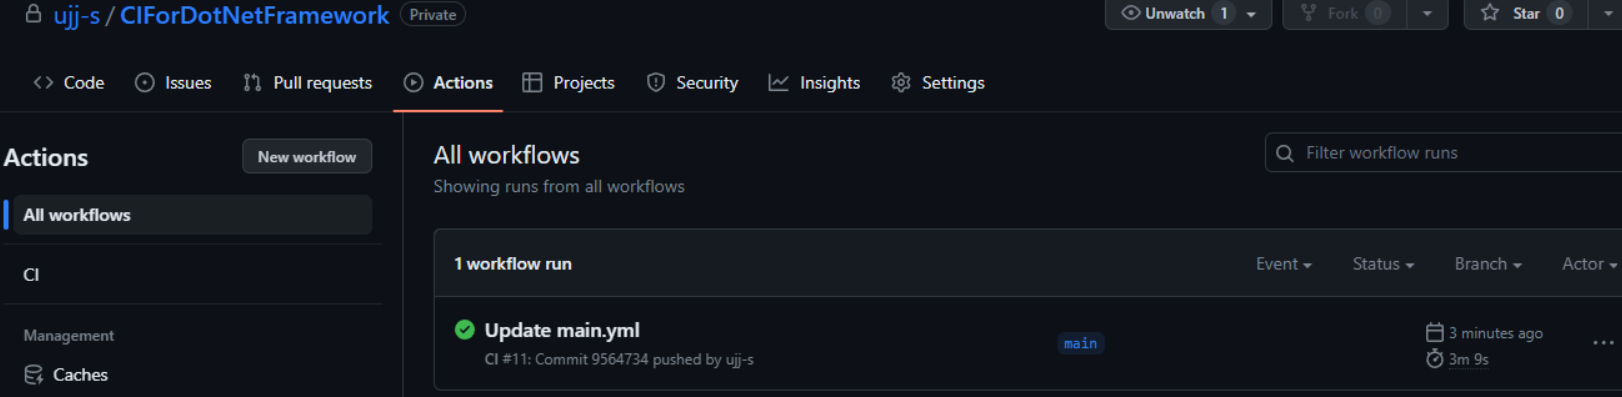 ujj-s / CIForDotNetFramework Private Unwatch 1 Fork 0 Star 0
Code Issues Pull requests Actions Projects Security Insights Settings
Actions New workflow
All workflows
CI
Management
Caches
All workflows
Showing runs from all workflows
Filter workflow runs
1 workflow run Event Status Branch Actor
Update main.yml
CI #11: Commit 9564734 pushed by ujj-s
main
3 minutes ago
3m 9s